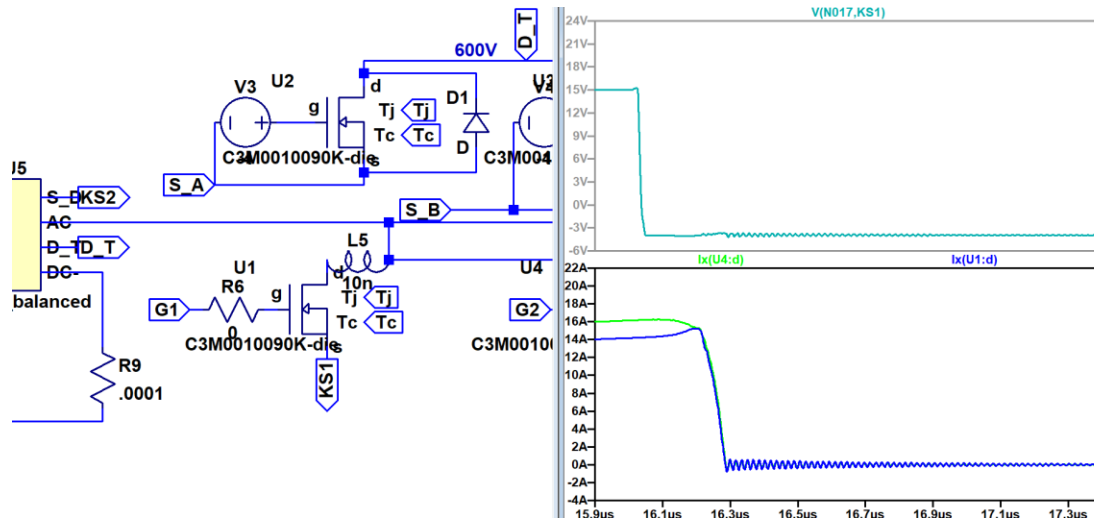 D_T
600V
V3
U2
d
g
D1
Tj
Tj
Tc
Tc
D
C3M0010090K-die
s
S_A
U5
S_D
KS2
AC
D_T
D_T
DC-
balanced
R9
.0001
S_B
L5
10n
U1
R6
0
g
d
G1
Tj
Tj
Tc
Tc
C3M0010090K-die
s
KS1
U4
G2
C3M00100
V(N017,KS1)
24V
21V
18V
15V
12V
9V
6V
3V
0V
-3V
-6V
Ix(U4:d)
Ix(U1:d)
22A
20A
18A
16A
14A
12A
10A
8A
6A
4A
2A
0A
-2A
-4A
15.9us
16.1us
16.3us
16.5us
16.7us
16.9us
17.1us
17.3us